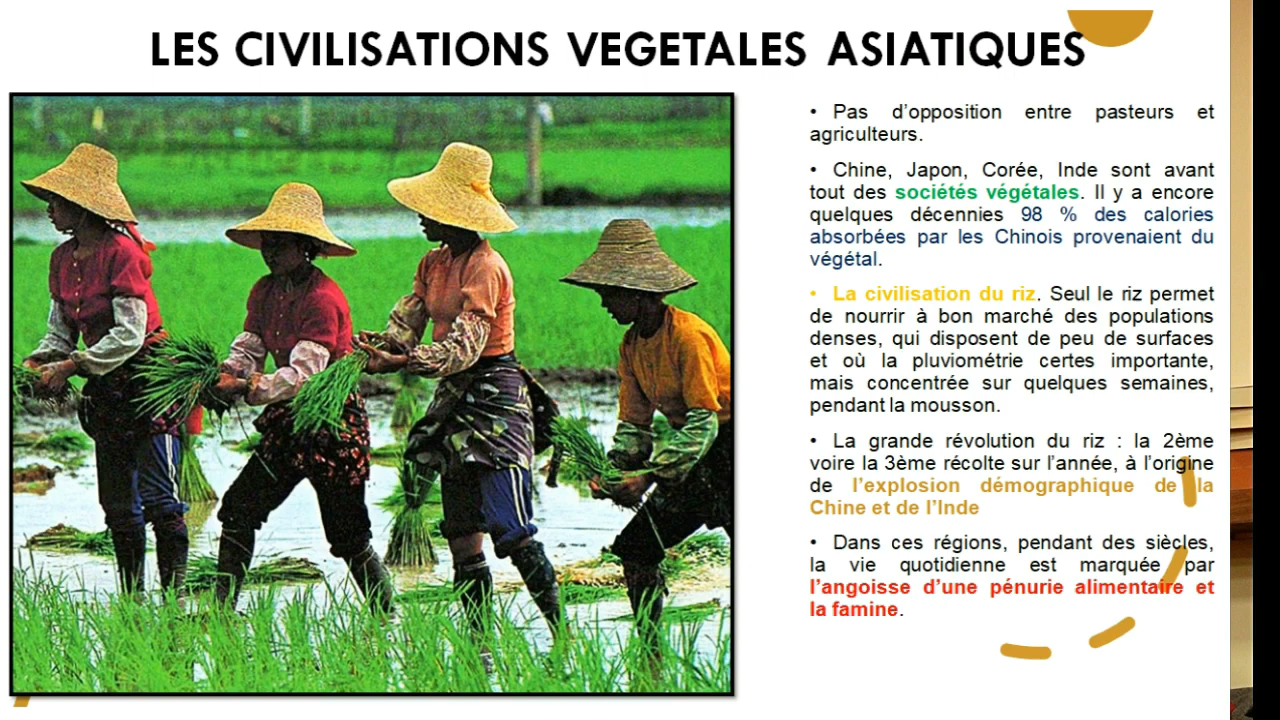 LES CIVILISATIONS VEGETALES ASIATIQUES
• Pas d’opposition entre pasteurs et
agriculteurs.
• Chine, Japon, Corée, Inde sont avant
tout des sociétés végétales. Il y a encore
quelques décennies 98 % des calories
absorbées par les Chinois provenaient du
végétal.
• La civilisation du riz. Seul le riz permet
de nourrir à bon marché des populations
denses, qui disposent de peu de surfaces
et où la pluviométrie certes importante,
mais concentrée sur quelques semaines,
pendant la mousson.
• La grande révolution du riz : la 2ème
voire la 3ème récolte sur l’année, à l’origine
de l’explosion démographique de la
Chine et de l’Inde
• Dans ces régions, pendant des siècles,
la vie quotidienne est marquée par
l’angoisse d’une pénurie alimentaire et
la famine.